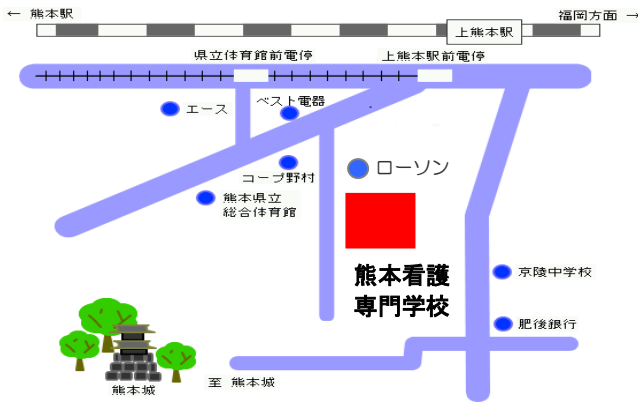 ← 熊本駅
福岡方面 →
上熊本駅
県立体育館前電停
上熊本駅前電停
エース
ベスト電器
ローソン
コープ野村
熊本県立
総合体育館
熊本看護
専門学校
京陵中学校
肥後銀行
熊本城
至 熊本城